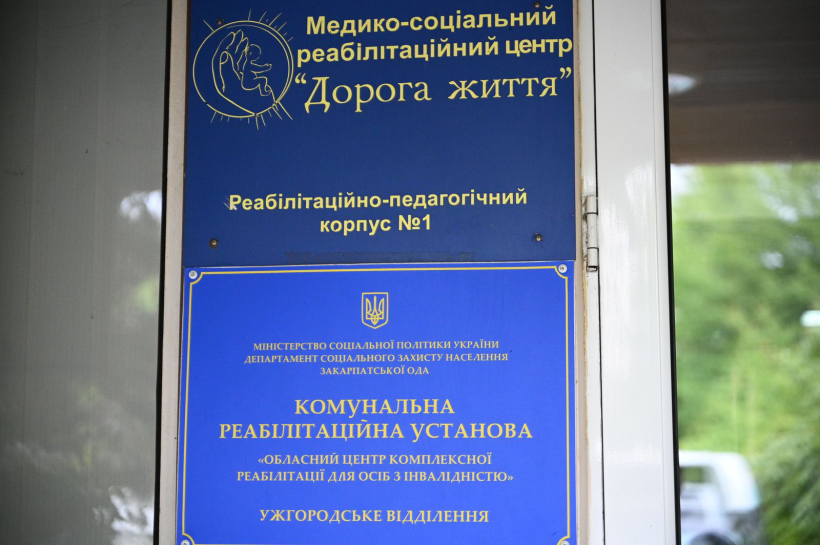 Медико-соціальний
реабілітаційний центр
“Дорога життя”
Реабілітаційно-педагогічний
корпус №1
МІНІСТЕРСТВО СОЦІАЛЬНОЇ ПОЛІТИКИ УКРАЇНИ
ДЕПАРТАМЕНТ СОЦІАЛЬНОГО ЗАХИСТУ НАСЕЛЕННЯ
ЗАКАРПАТСЬКОЇ ОДА
КОМУНАЛЬНА
РЕАБІЛІТАЦІЙНА УСТАНОВА
«ОБЛАСНИЙ ЦЕНТР КОМПЛЕКСНОЇ
РЕАБІЛІТАЦІЇ ДЛЯ ОСІБ З ІНВАЛІДНІСТЮ»
УЖГОРОДСЬКЕ ВІДДІЛЕННЯ